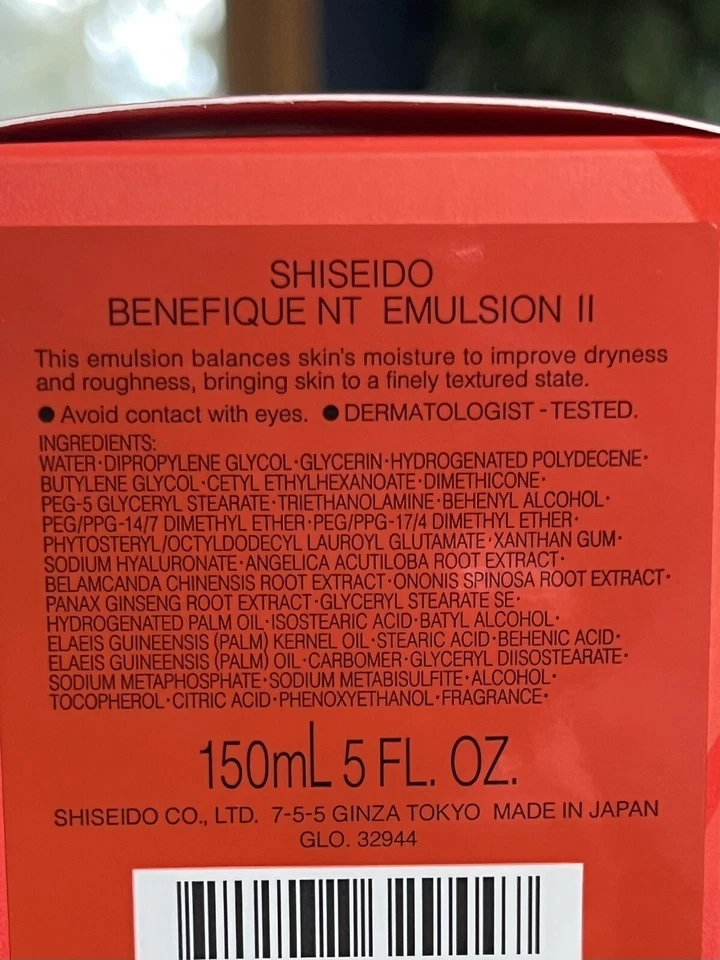 SHISEIDO
BENEFIQUE NT EMULSION II
This emulsion balances skin's moisture to improve dryness
and roughness, bringing skin to a finely textured state.
● Avoid contact with eyes. ● DERMATOLOGIST - TESTED.
INGREDIENTS:
WATER·DIPROPYLENE GLYCOL·GLYCERIN·HYDROGENATED POLYDECENE·
BUTYLENE GLYCOL·CETYL ETHYLHEXANOATE·DIMETHICONE·
PEG-5 GLYCERYL STEARATE·TRIETHANOLAMINE·BEHENYL ALCOHOL·
PEG/PPG-14/7 DIMETHYL ETHER·PEG/PPG-17/4 DIMETHYL ETHER·
PHYTOSTERYL/OCTYLDODECYL LAUROYL GLUTAMATE·XANTHAN GUM·
SODIUM HYALURONATE·ANGELICA ACUTILOBA ROOT EXTRACT·
BELAMCANDA CHINENSIS ROOT EXTRACT·ONONIS SPINOSA ROOT EXTRACT·
PANAX GINSENG ROOT EXTRACT·GLYCERYL STEARATE SE·
HYDROGENATED PALM OIL·ISOSTEARIC ACID·BATYL ALCOHOL·
ELAEIS GUINEENSIS (PALM) KERNEL OIL·STEARIC ACID·BEHENIC ACID·
ELAEIS GUINEENSIS (PALM) OIL·CARBOMER·GLYCERYL DIISOSTEARATE·
SODIUM METAPHOSPHATE·SODIUM METABISULFITE·ALCOHOL·
TOCOPHEROL·CITRIC ACID·PHENOXYETHANOL·FRAGRANCE·
150mL 5 FL. OZ.
SHISEIDO CO., LTD. 7-5-5 GINZA TOKYO MADE IN JAPAN
GLO. 32944